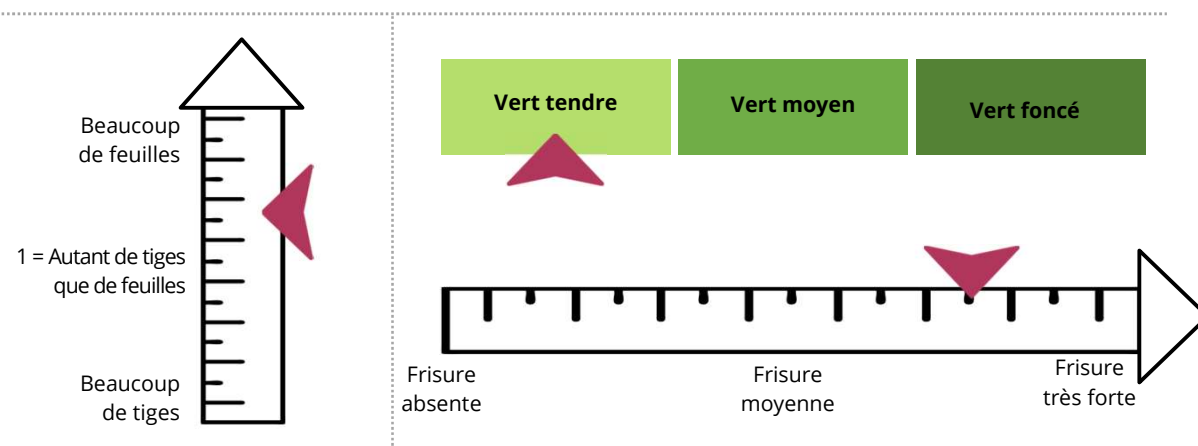 Beaucoup
de feuilles
1 = Autant de tiges
que de feuilles
Beaucoup
de tiges
Vert tendre
Vert moyen
Vert foncé
Frisure
absente
Frisure
moyenne
Frisure
très forte